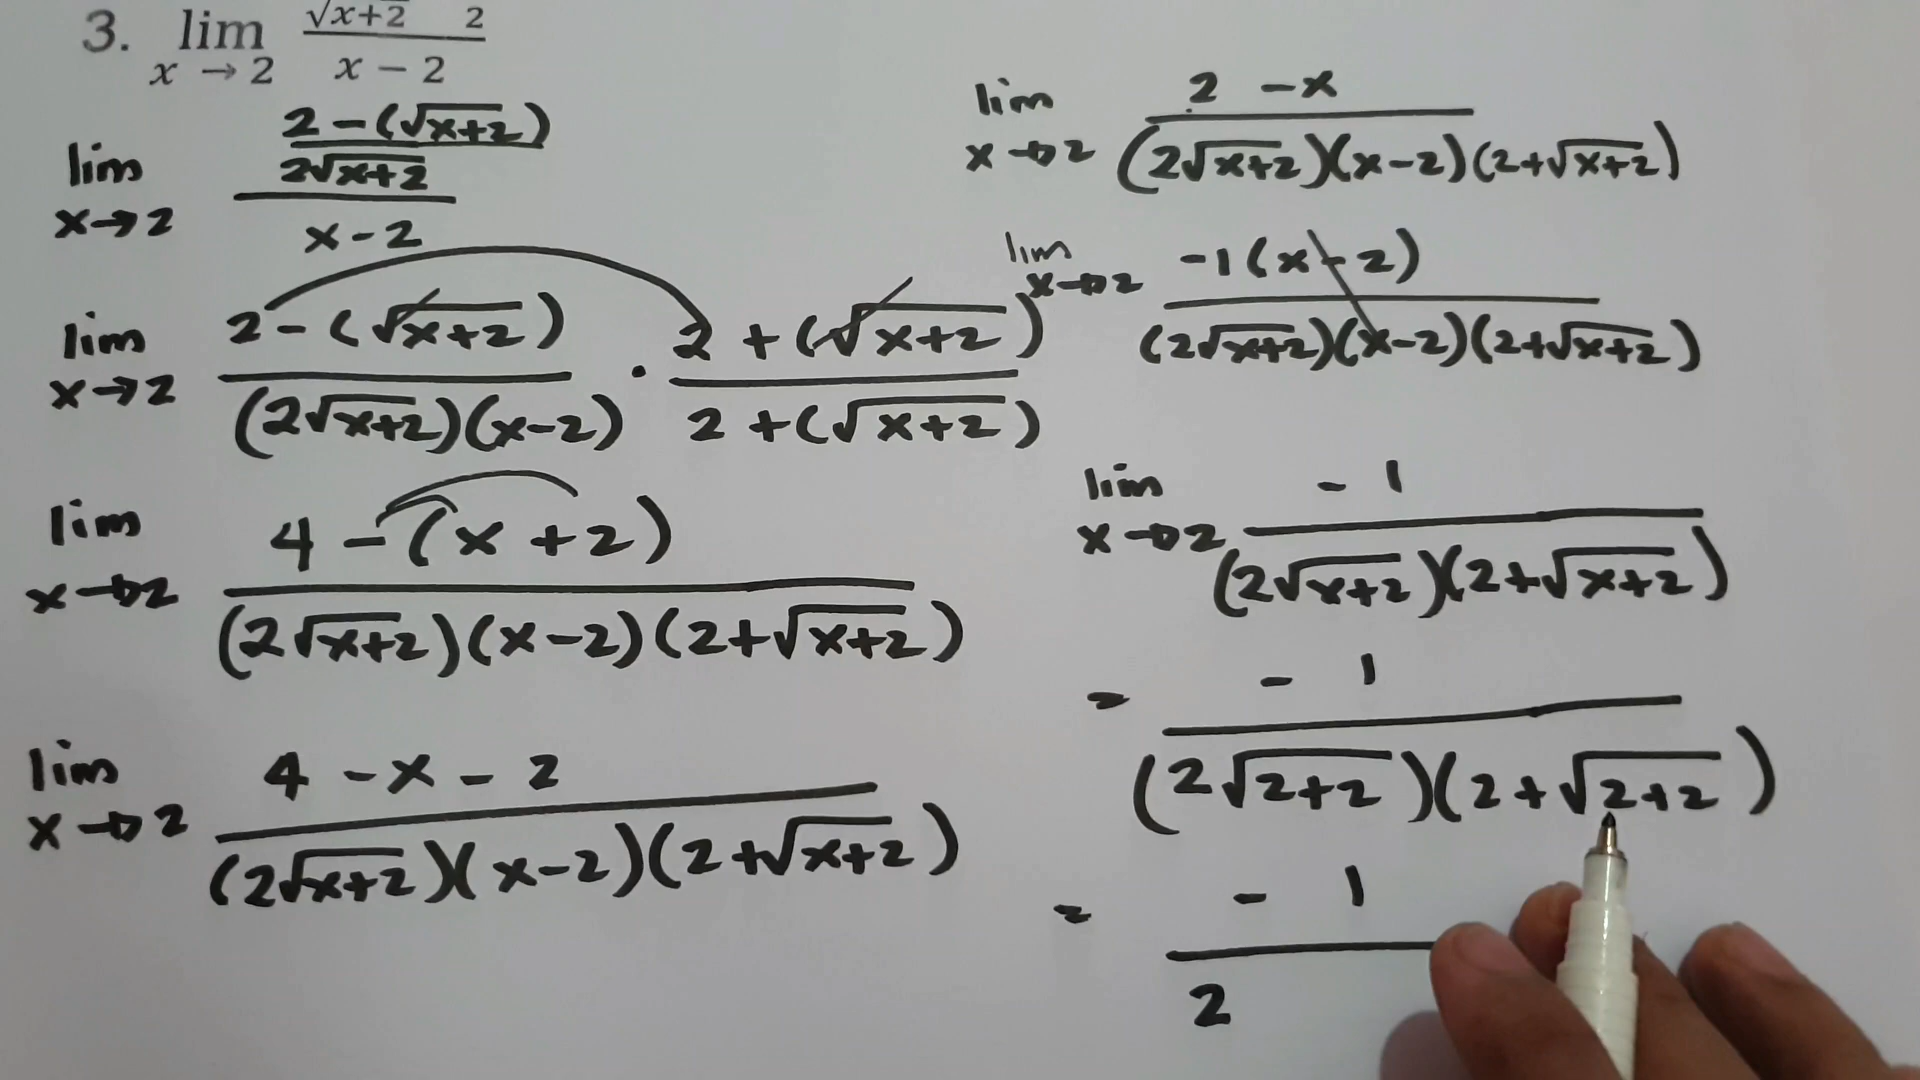 3. lim √x+2 2
x → 2 x − 2
lim 2 − (√x+2)
2√x+2
x→2 x − 2
lim 2 − (√x+2) . 2 + (√x+2)
x→2 (2√x+2)(x−2) 2 + (√x+2)
lim 4 − (x + 2)
x→2 (2√x+2)(x−2)(2+√x+2)
lim 4 − x − 2
x→2 (2√x+2)(x−2)(2+√x+2)
lim 2 − x
x→2 (2√x+2)(x−2)(2+√x+2)
lim −1(x−2)
x→2 (2√x+2)(x−2)(2+√x+2)
lim − 1
x→2 (2√x+2)(2+√x+2)
= − 1
(2√2+2)(2+√2+2)
= − 1
2